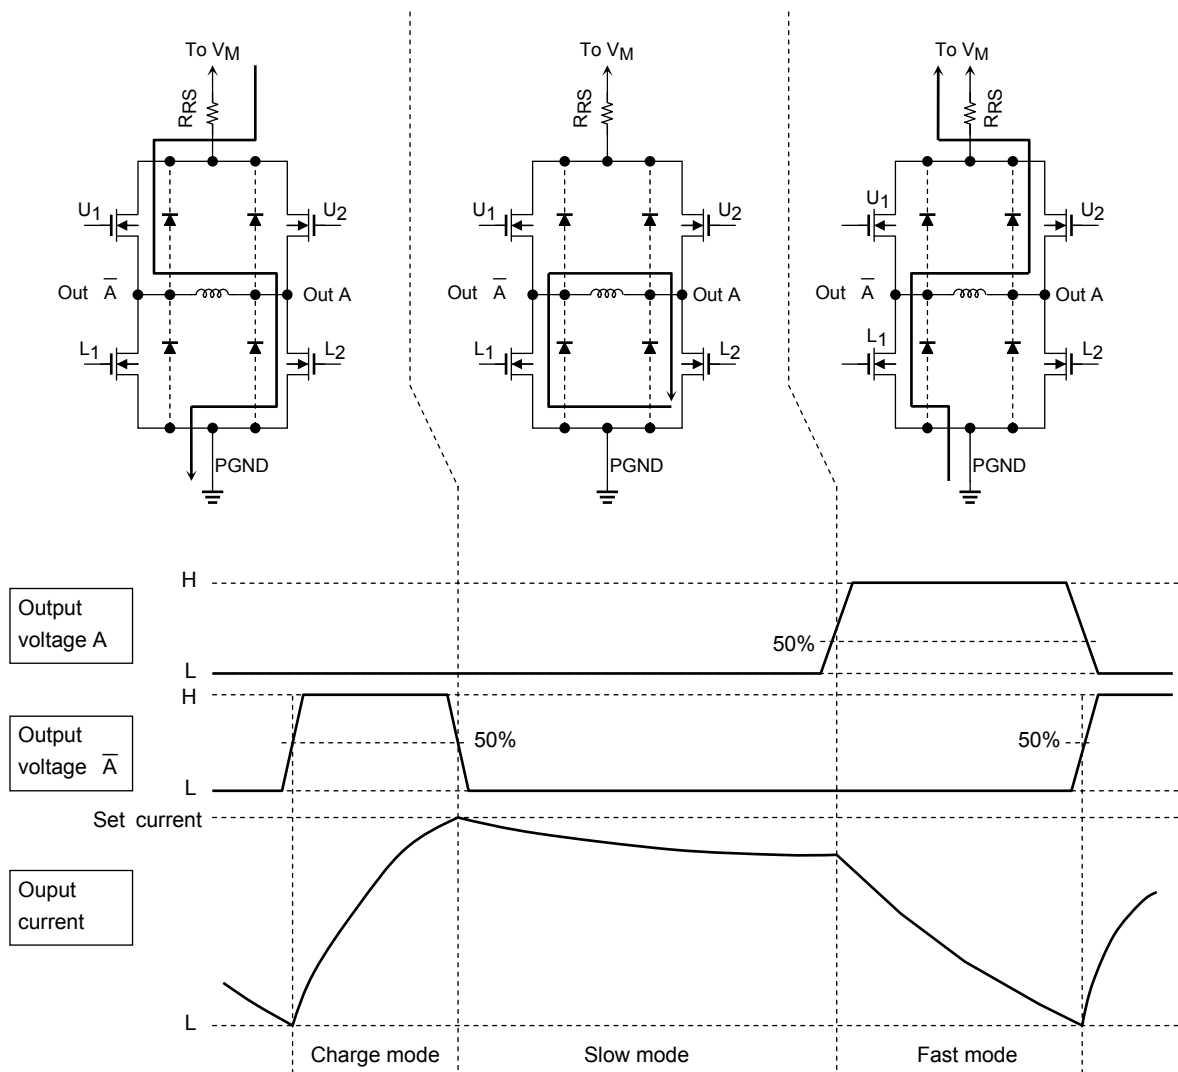 To VM
RRS
U1
U2
Out A̅
Out A
L1
L2
PGND
To VM
RRS
U1
U2
Out A̅
Out A
L1
L2
PGND
To VM
RRS
U1
U2
Out A̅
Out A
L1
L2
PGND
Output
voltage A
H
50%
L
Output
voltage A̅
H
50%
50%
L
Set current
Ouput
current
L
Charge mode
Slow mode
Fast mode